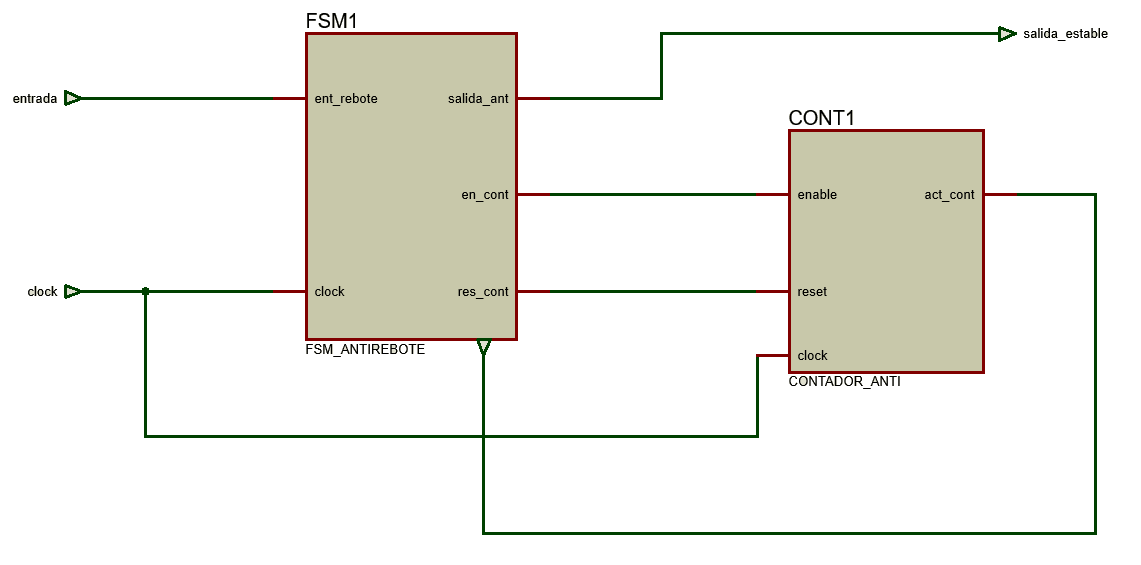 FSM1
salida_estable
entrada
ent_rebote
salida_ant
CONT1
en_cont
enable
act_cont
clock
clock
res_cont
reset
FSM_ANTIREBOTE
clock
CONTADOR_ANTI